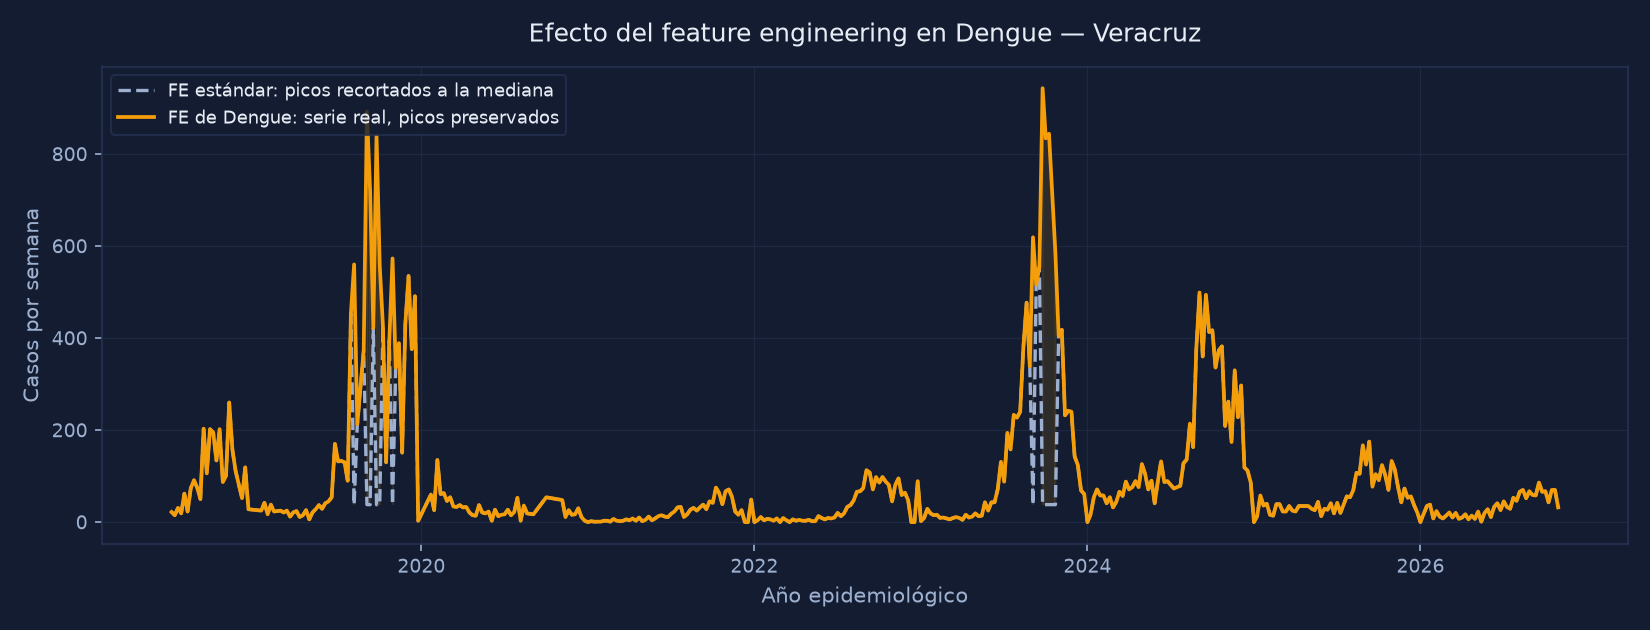 Efecto del feature engineering en Dengue — Veracruz
FE estándar: picos recortados a la mediana
FE de Dengue: serie real, picos preservados
Casos por semana
800
600
400
200
0
2020
2022
2024
2026
Año epidemiológico